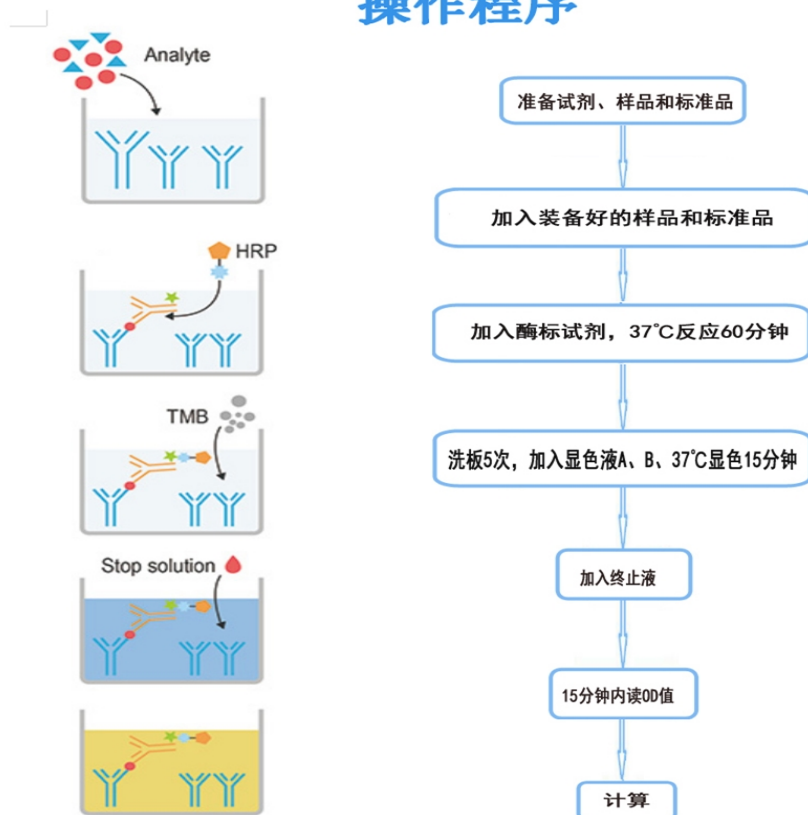 操作程序
Analyte
HRP
TMB
Stop solution
准备试剂、样品和标准品
加入装备好的样品和标准品
加入酶标试剂，37℃反应60分钟
洗板5次，加入显色液A、B、37℃显色15分钟
加入终止液
15分钟内读OD值
计算